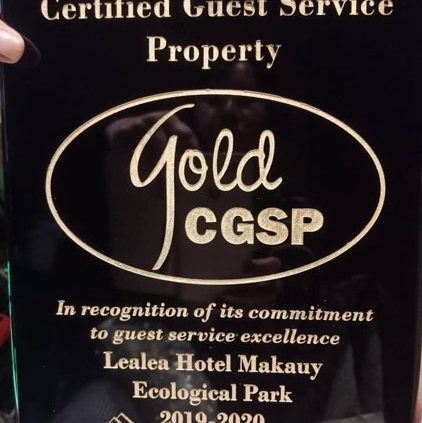 Certified Guest Service
Property
Gold
CGSP
In recognition of its commitment
to guest service excellence
Lealea Hotel Makauy
Ecological Park
2019-2020